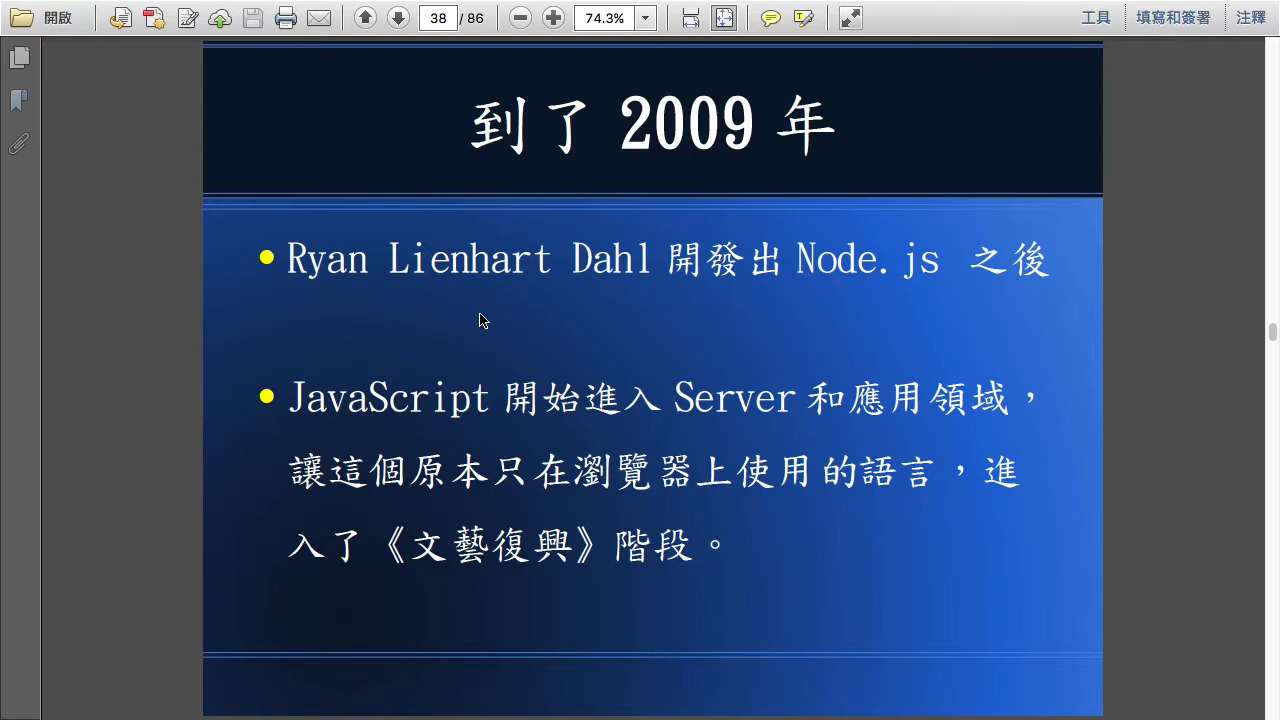 開啟
38 / 86
74.3%
工具
填寫和簽署
注釋
到了 2009 年
Ryan Lienhart Dahl 開發出 Node.js 之後
JavaScript 開始進入 Server 和應用領域，
讓這個原本只在瀏覽器上使用的語言，進
入了《文藝復興》階段。